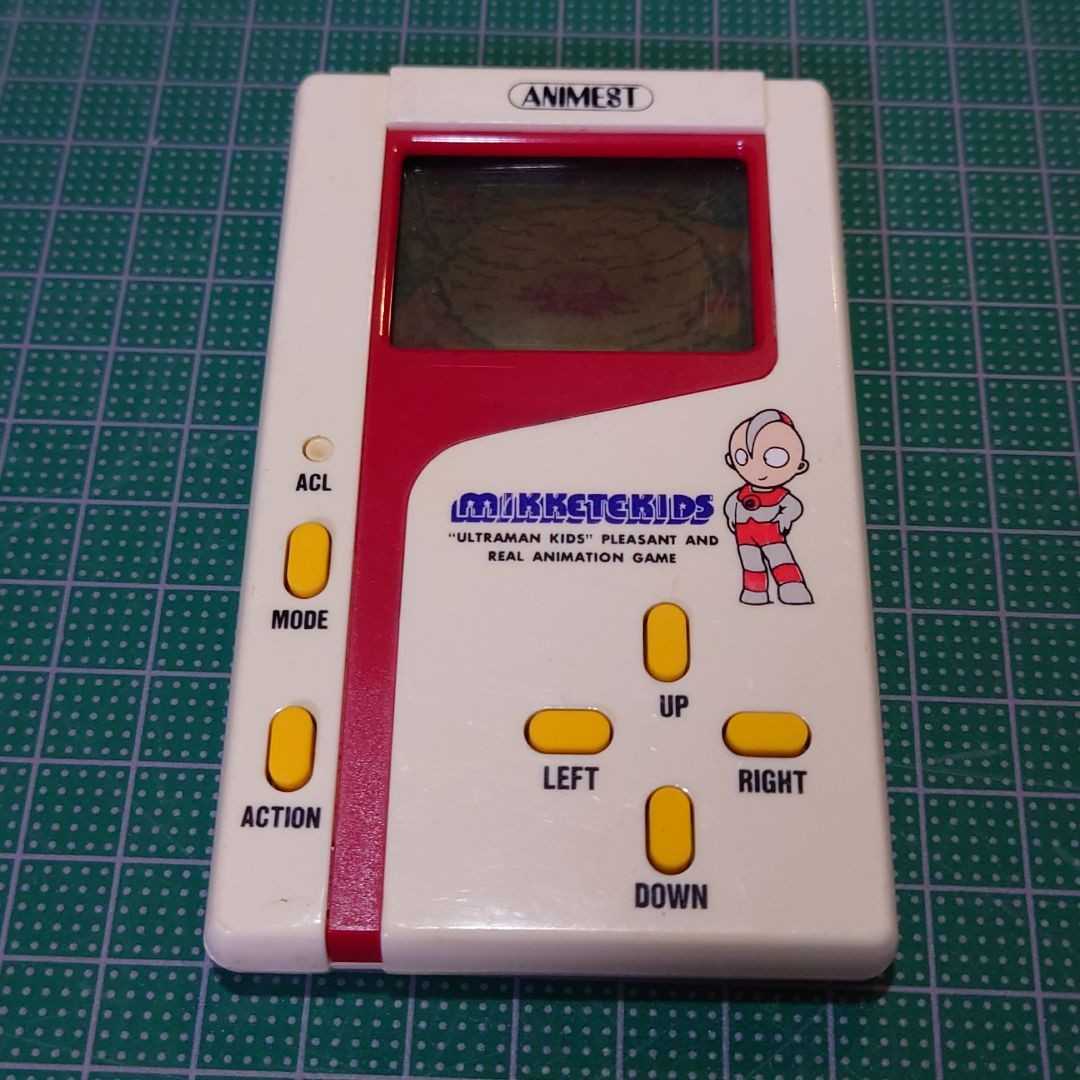 ANIMEST
ACL
MIKKETEKIDS
"ULTRAMAN KIDS" PLEASANT AND
REAL ANIMATION GAME
MODE
UP
LEFT
RIGHT
ACTION
DOWN